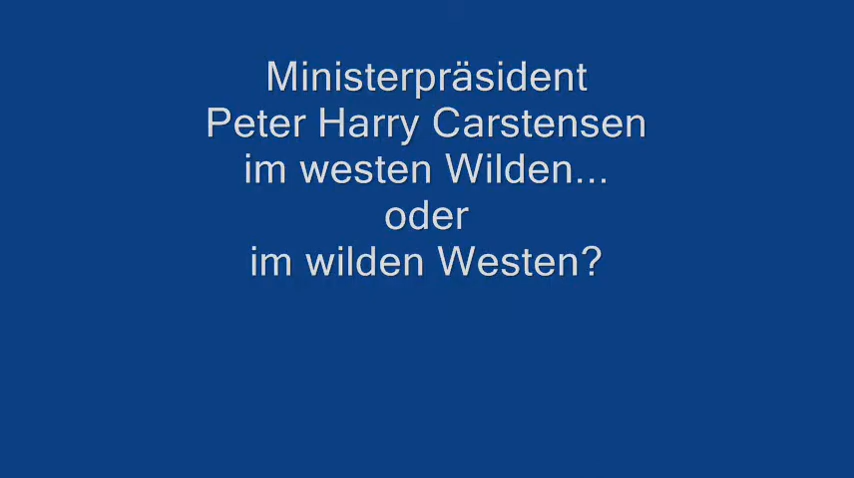 Ministerpräsident
Peter Harry Carstensen
im westen Wilden...
oder
im wilden Westen?